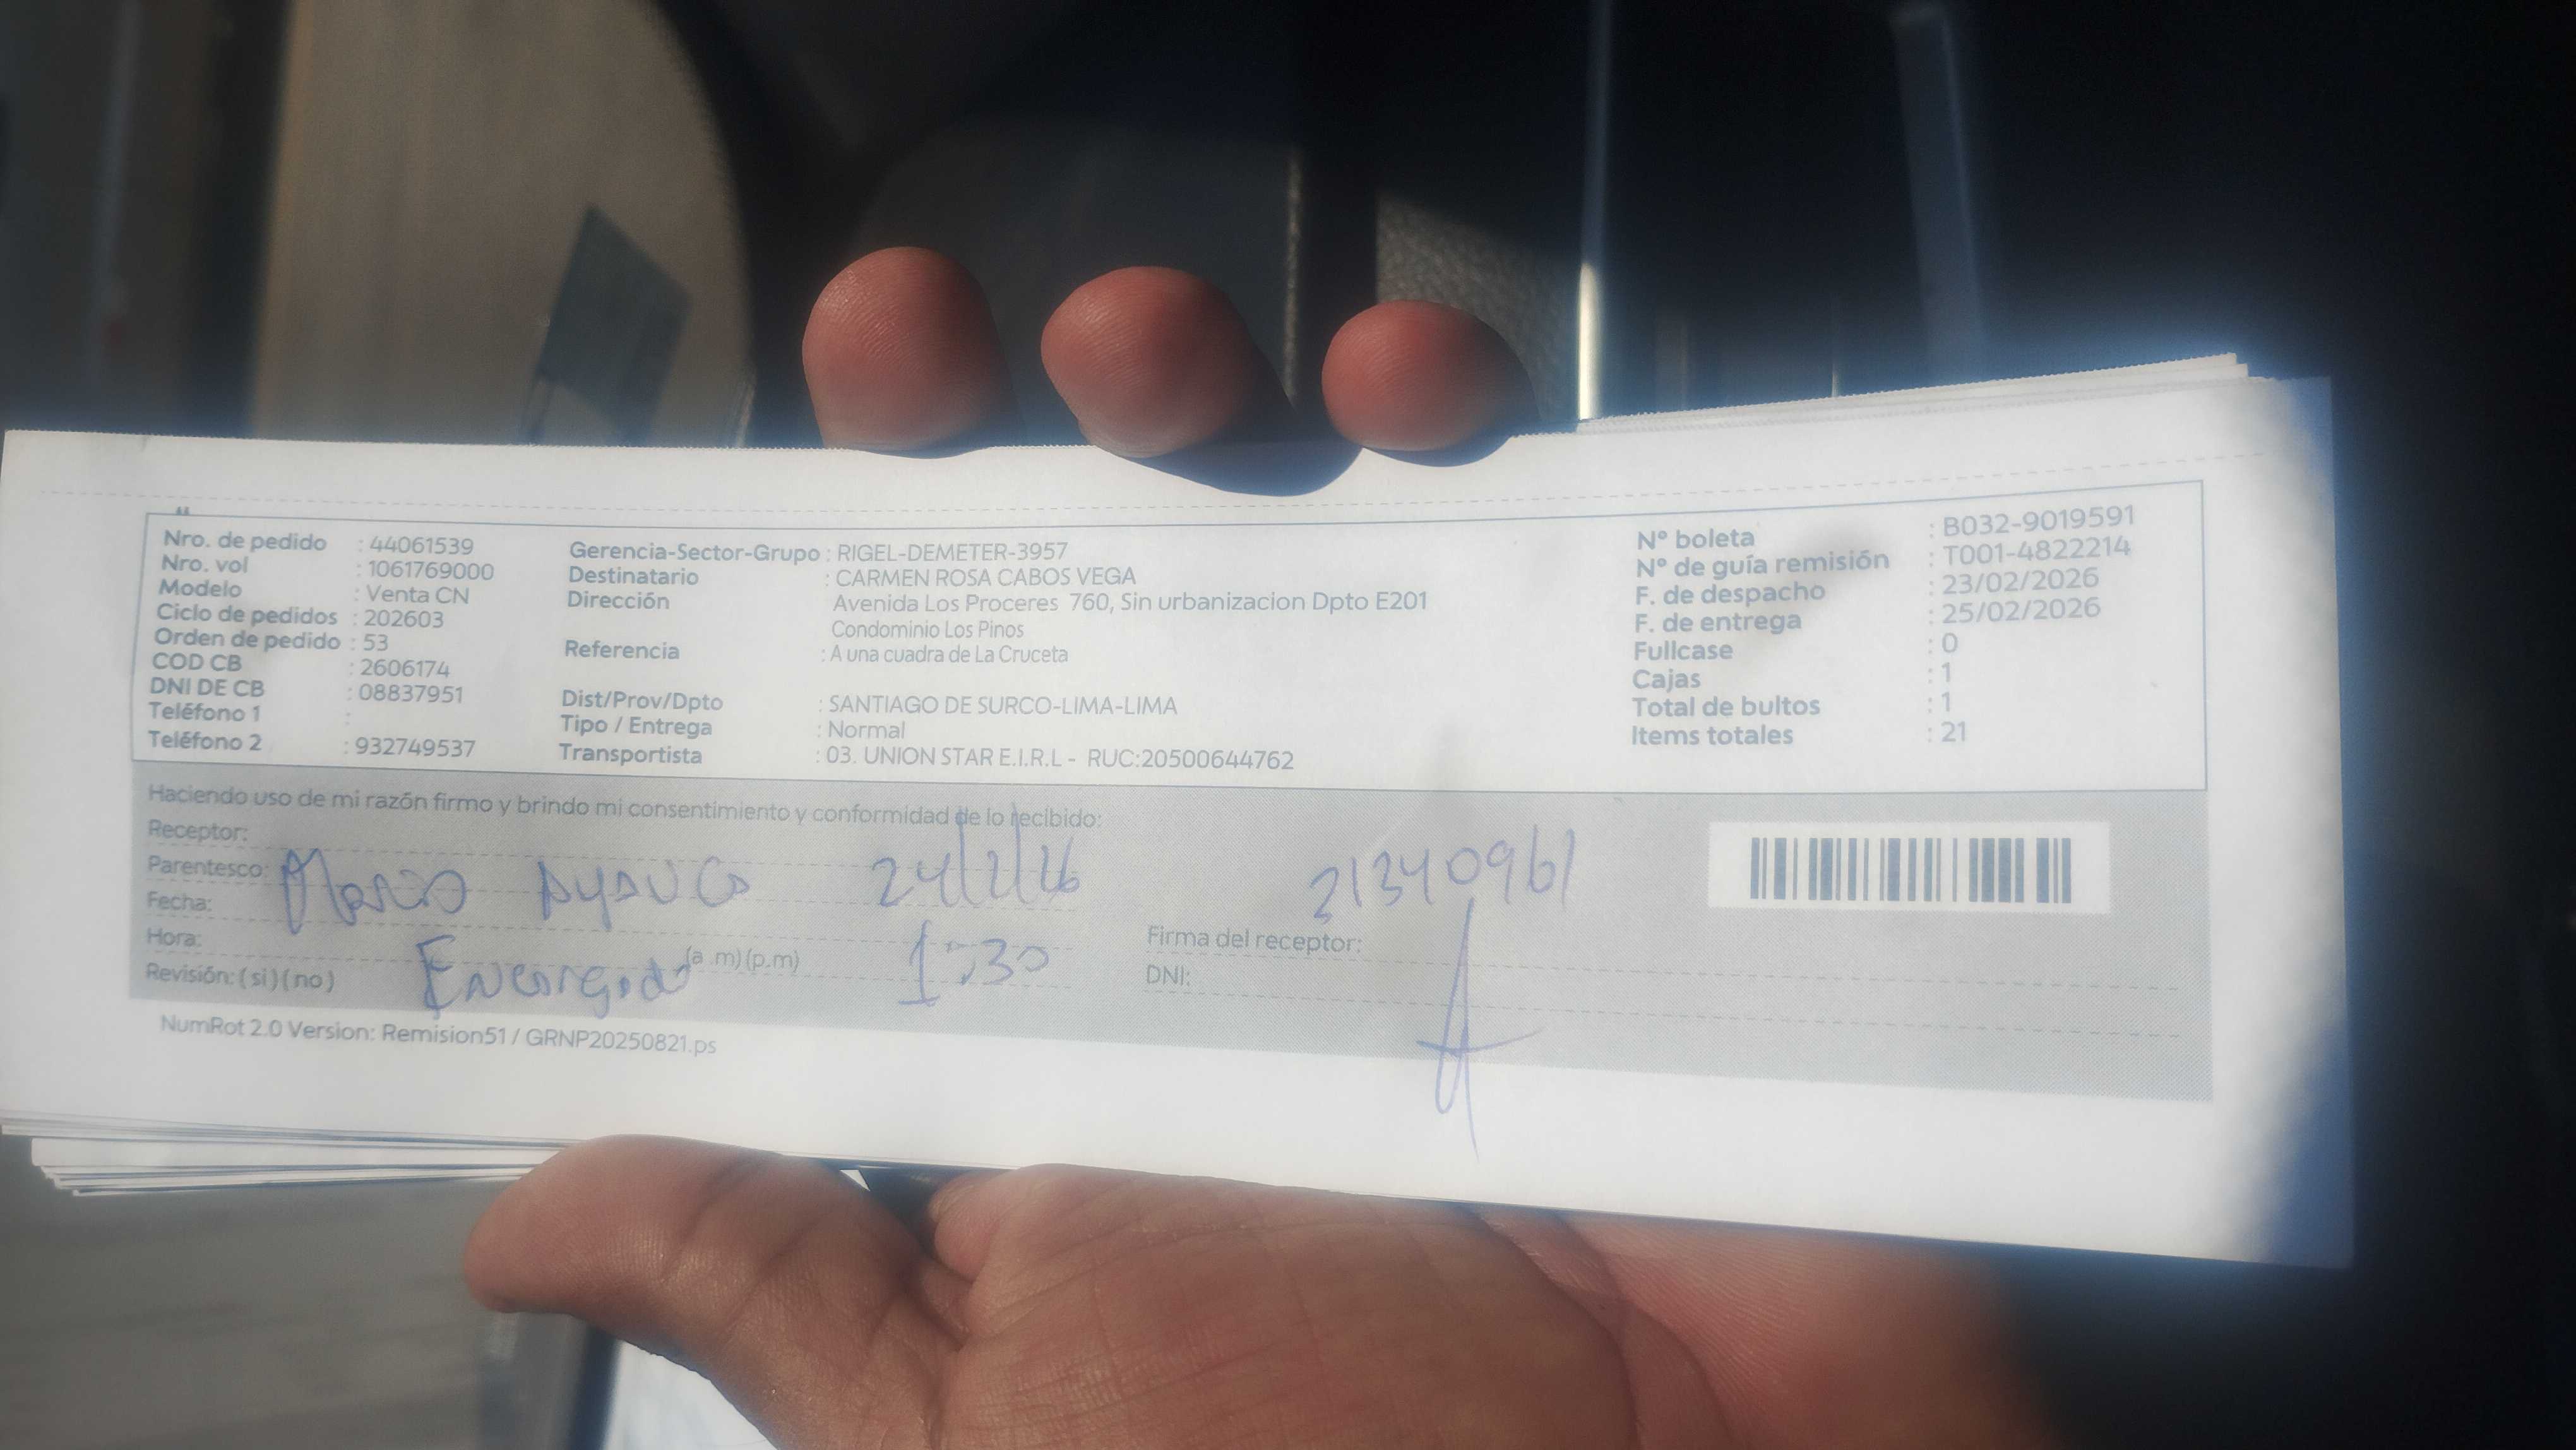 Nro. de pedido : 44061539
Nro. vol : 1061769000
Modelo : Venta CN
Ciclo de pedidos : 202603
Orden de pedido : 53
COD CB : 2606174
DNI DE CB : 08837951
Teléfono 1 :
Teléfono 2 : 932749537
Gerencia-Sector-Grupo : RIGEL-DEMETER-3957
Destinatario : CARMEN ROSA CABOS VEGA
Dirección Avenida Los Proceres 760, Sin urbanizacion Dpto E201
Condominio Los Pinos
Referencia : A una cuadra de La Cruceta
Dist/Prov/Dpto : SANTIAGO DE SURCO-LIMA-LIMA
Tipo / Entrega : Normal
Transportista : 03. UNION STAR E.I.R.L - RUC:20500644762
Nº boleta : B032-9019591
Nº de guía remisión : T001-4822214
F. de despacho : 23/02/2026
F. de entrega : 25/02/2026
Fullcase : 0
Cajas : 1
Total de bultos : 1
Items totales : 21
Haciendo uso de mi razón firmo y brindo mi consentimiento y conformidad de lo recibido:
Receptor:
Parentesco:
24/2/26
21340961
Fecha:
Hora: (a .m)(p.m)
Encargado
1:30
Revisión: (si)(no)
Firma del receptor:
DNI:
NumRot 2.0 Version: Remision51 / GRNP20250821.ps